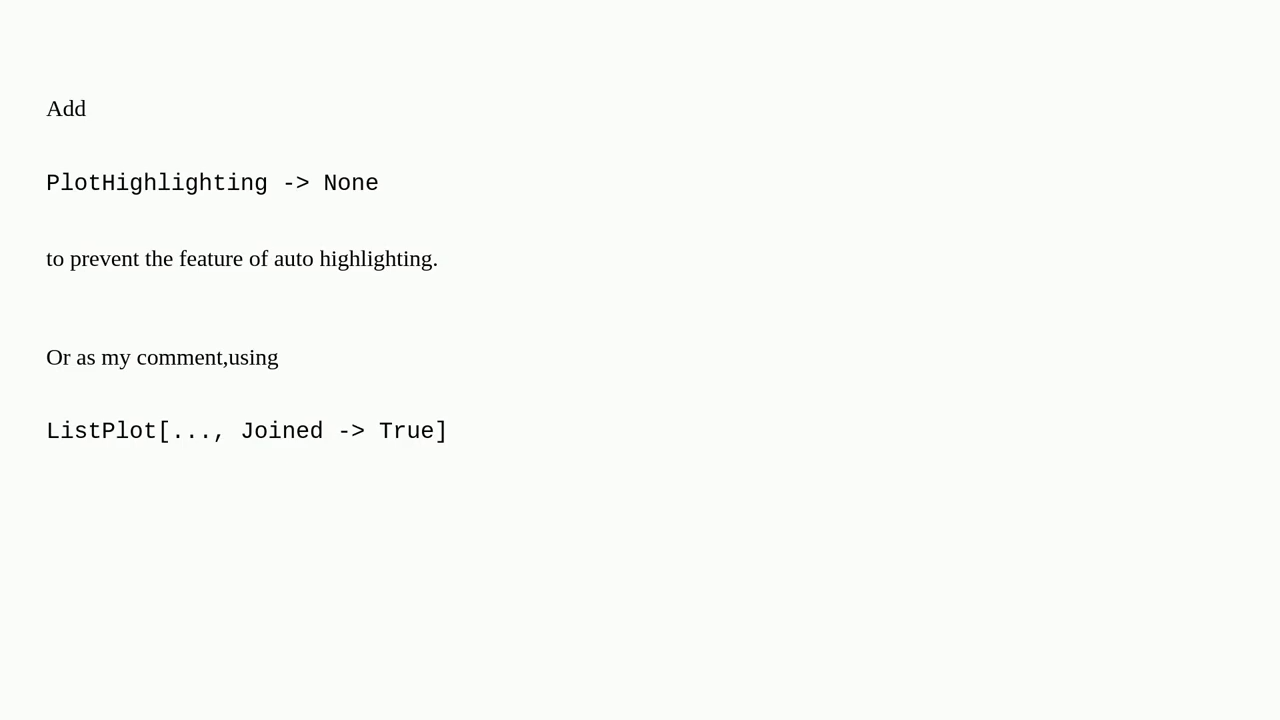 Add
PlotHighlighting -> None
to prevent the feature of auto highlighting.
Or as my comment,using
ListPlot[..., Joined -> True]